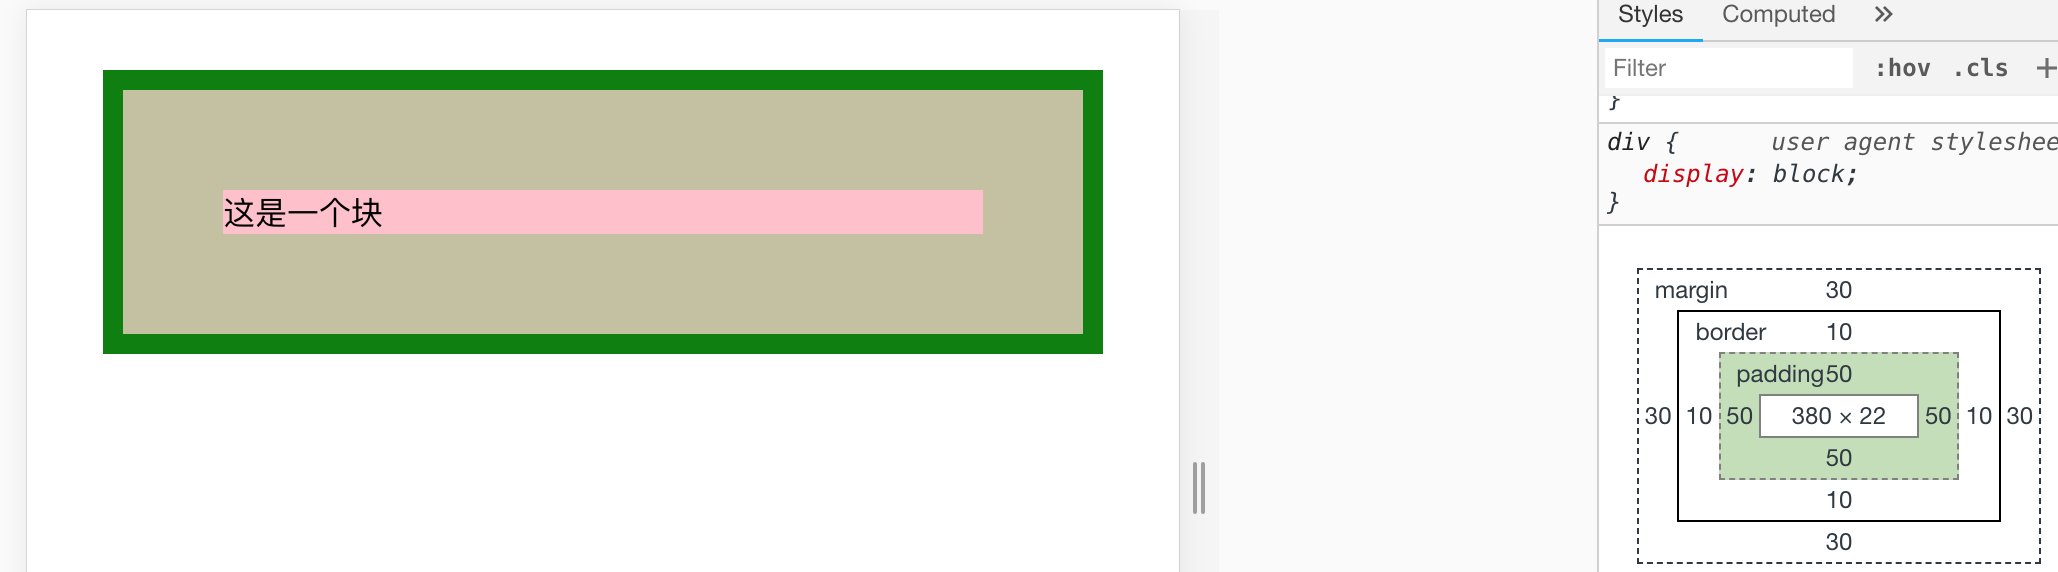 Styles Computed
Filter :hov .cls +
}
div { user agent styleshee
display: block;
}
这是一个块
margin 30
border 10
padding50
30 10 50 380 × 22 50 10 30
50
10
30